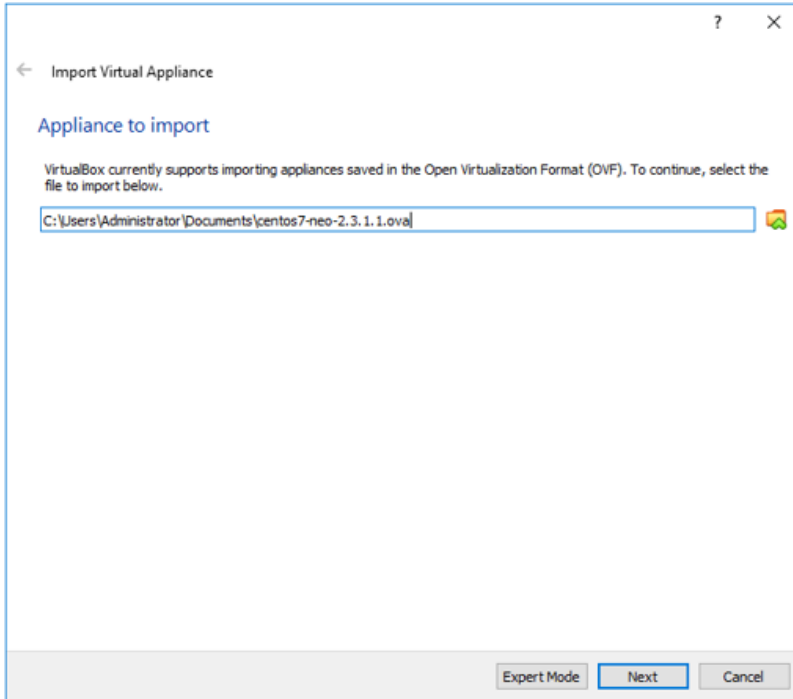 ?
Import Virtual Appliance
Appliance to import
VirtualBox currently supports importing appliances saved in the Open Virtualization Format (OVF). To continue, select the
file to import below.
C:\Users\Administrator\Documents\centos7-neo-2.3.1.1.ova
Expert Mode Next Cancel